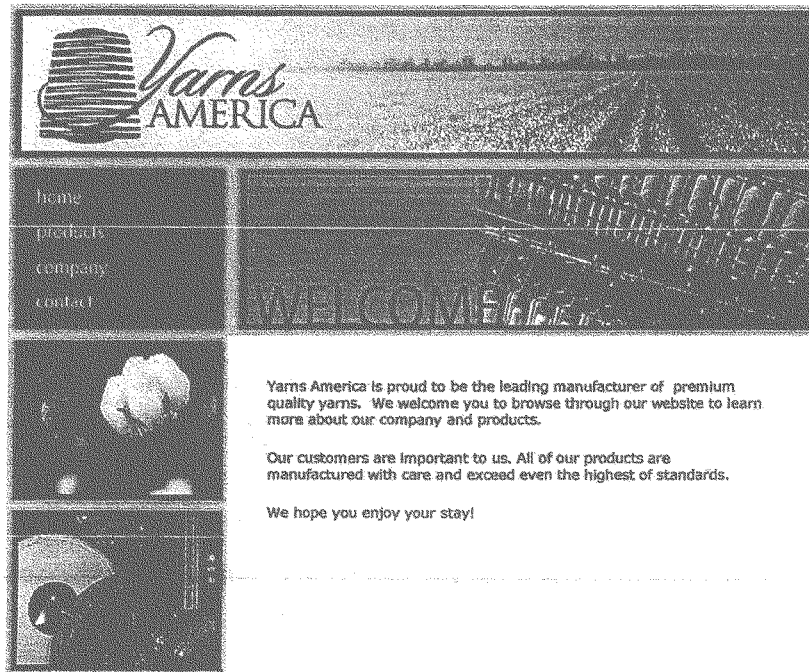 Yarns
AMERICA
home
products
company
contact
WELCOME
Yarns America is proud to be the leading manufacturer of premium
quality yarns. We welcome you to browse through our website to learn
more about our company and products.
Our customers are important to us. All of our products are
manufactured with care and exceed even the highest of standards.
We hope you enjoy your stay!